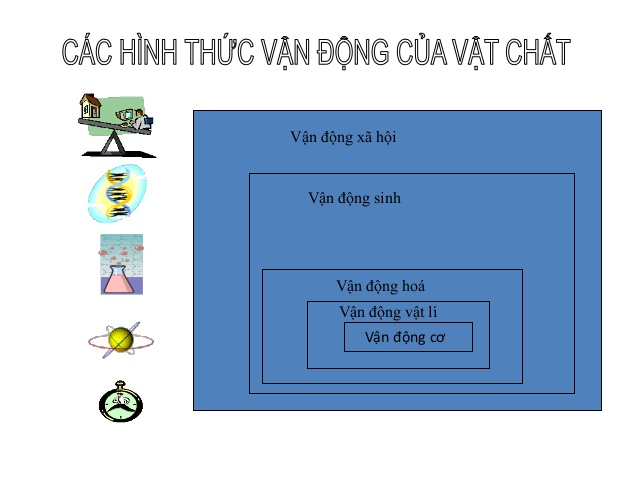 CÁC HÌNH THỨC VẬN ĐỘNG CỦA VẬT CHẤT
Vận động xã hội
Vận động sinh
Vận động hoá
Vận động vật lí
Vận động cơ